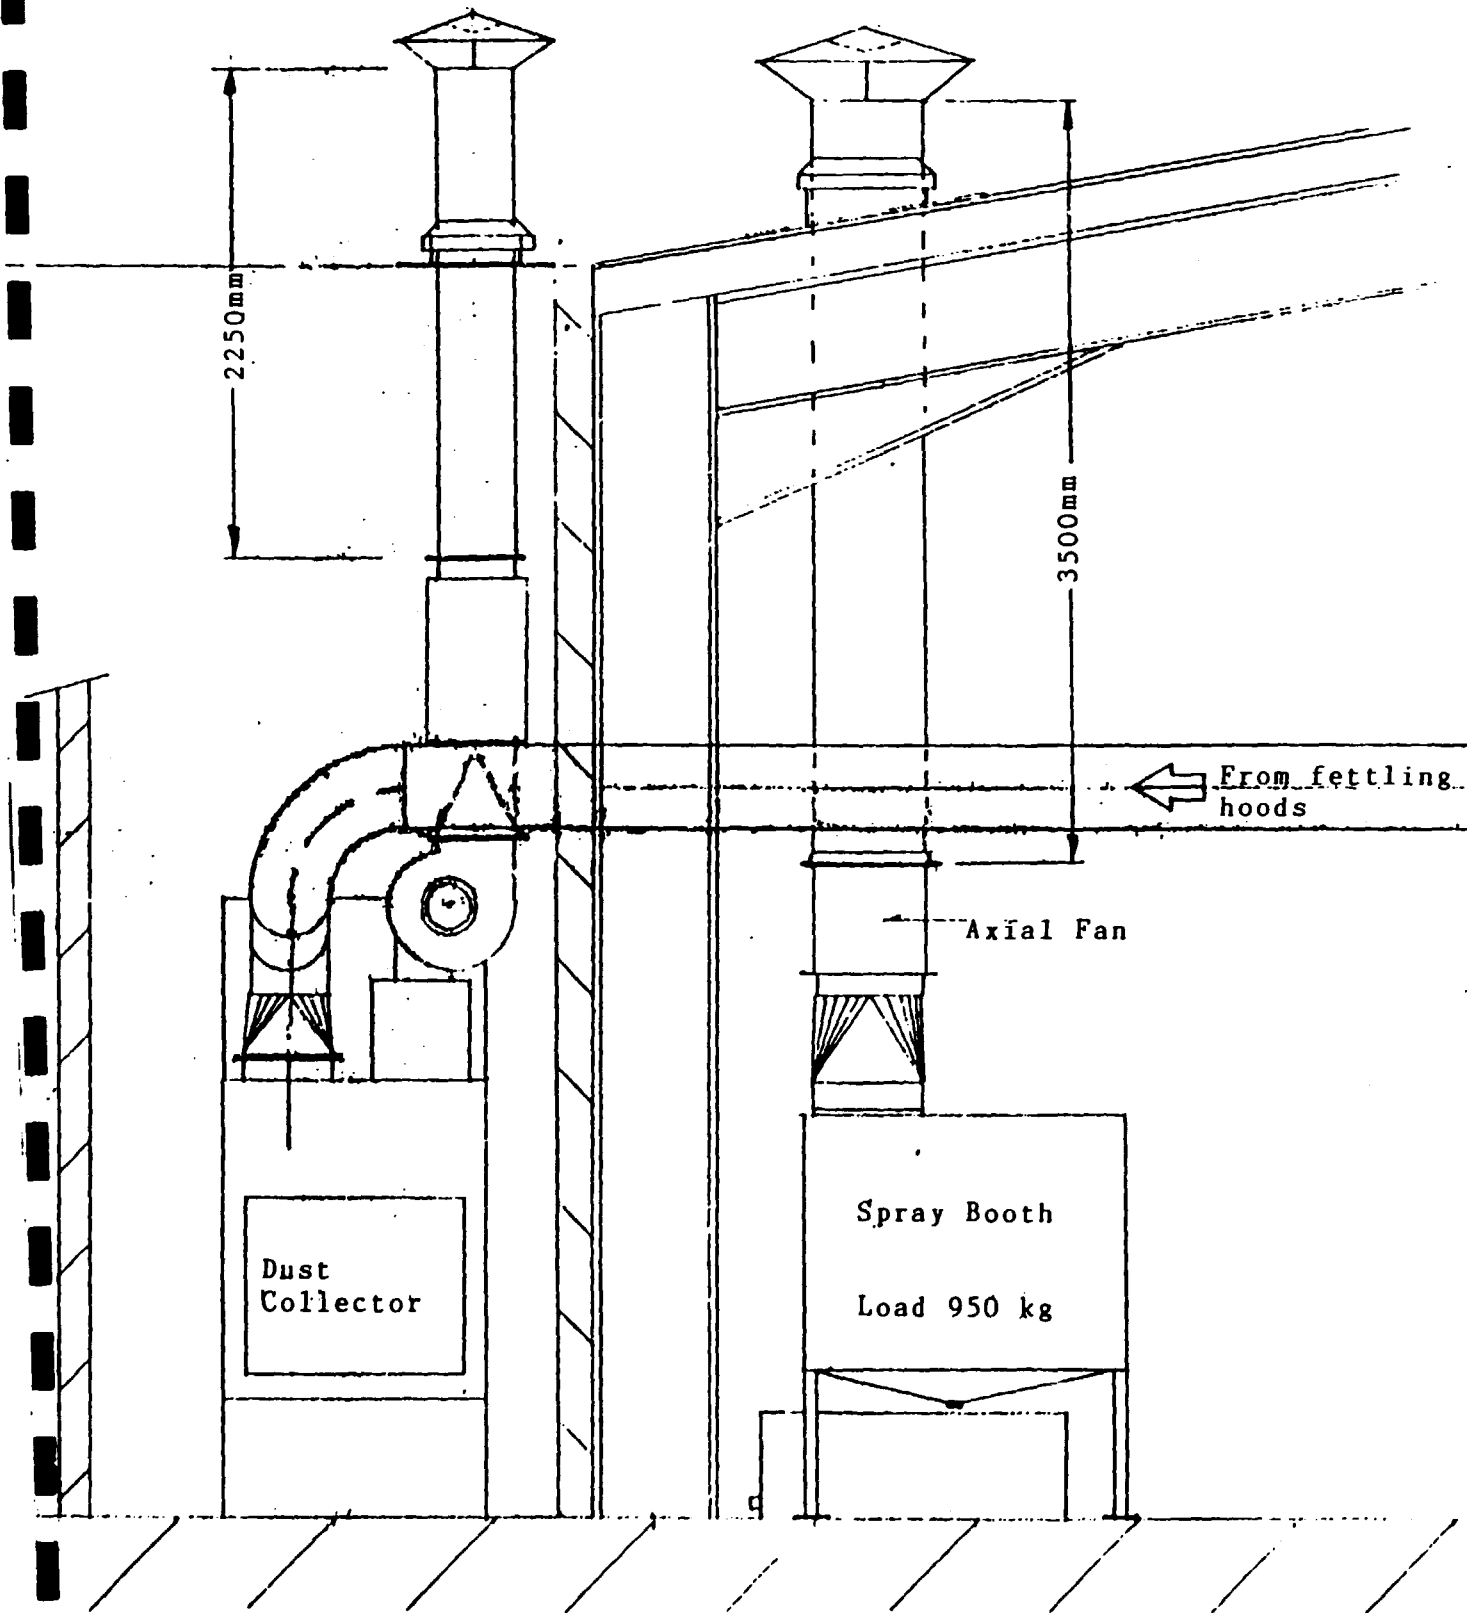 2250mm
3500mm
From fettling
hoods
Axial Fan
Spray Booth
Load 950 kg
Dust
Collector